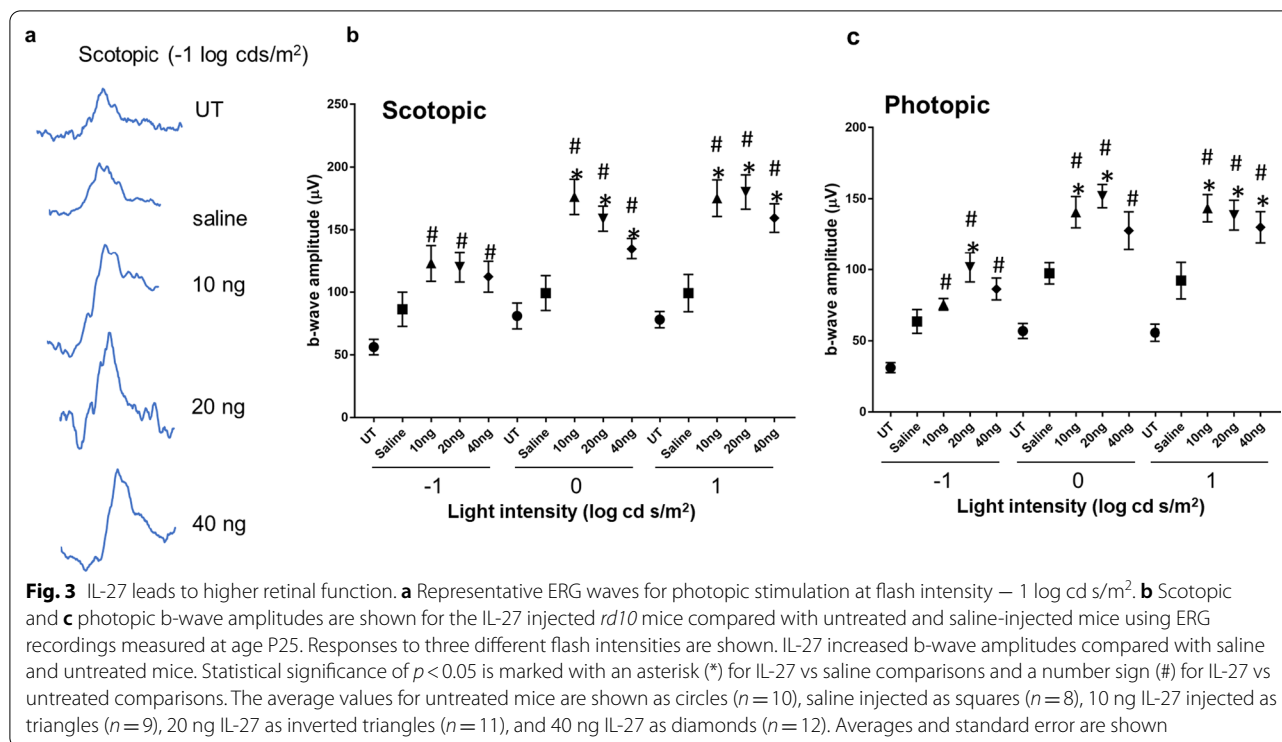 a
Scotopic (-1 log cds/m²)
UT
saline
10 ng
20 ng
40 ng
b
Scotopic
b-wave amplitude (µV)
250
200
150
100
50
0
# # # # # # # # #
* * * * * *
UT Saline 10ng 20ng 40ng UT Saline 10ng 20ng 40ng UT Saline 10ng 20ng 40ng
-1 0 1
Light intensity (log cd s/m²)
c
Photopic
b-wave amplitude (µV)
200
150
100
50
0
# # # # # # # # #
* * * * * *
UT Saline 10ng 20ng 40ng UT Saline 10ng 20ng 40ng UT Saline 10ng 20ng 40ng
-1 0 1
Light intensity (log cd s/m²)
Fig. 3 IL-27 leads to higher retinal function. a Representative ERG waves for photopic stimulation at flash intensity − 1 log cd s/m². b Scotopic
and c photopic b-wave amplitudes are shown for the IL-27 injected rd10 mice compared with untreated and saline-injected mice using ERG
recordings measured at age P25. Responses to three different flash intensities are shown. IL-27 increased b-wave amplitudes compared with saline
and untreated mice. Statistical significance of p < 0.05 is marked with an asterisk (*) for IL-27 vs saline comparisons and a number sign (#) for IL-27 vs
untreated comparisons. The average values for untreated mice are shown as circles (n = 10), saline injected as squares (n = 8), 10 ng IL-27 injected as
triangles (n = 9), 20 ng IL-27 as inverted triangles (n = 11), and 40 ng IL-27 as diamonds (n = 12). Averages and standard error are shown